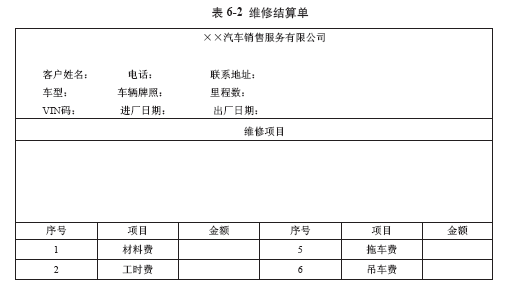 表 6-2 维修结算单
××汽车销售服务有限公司
客户姓名： 电话： 联系地址：
车型： 车辆牌照： 里程数：
VIN码： 进厂日期： 出厂日期：
维修项目
序号 项目 金额 序号 项目 金额
1 材料费 5 拖车费
2 工时费 6 吊车费